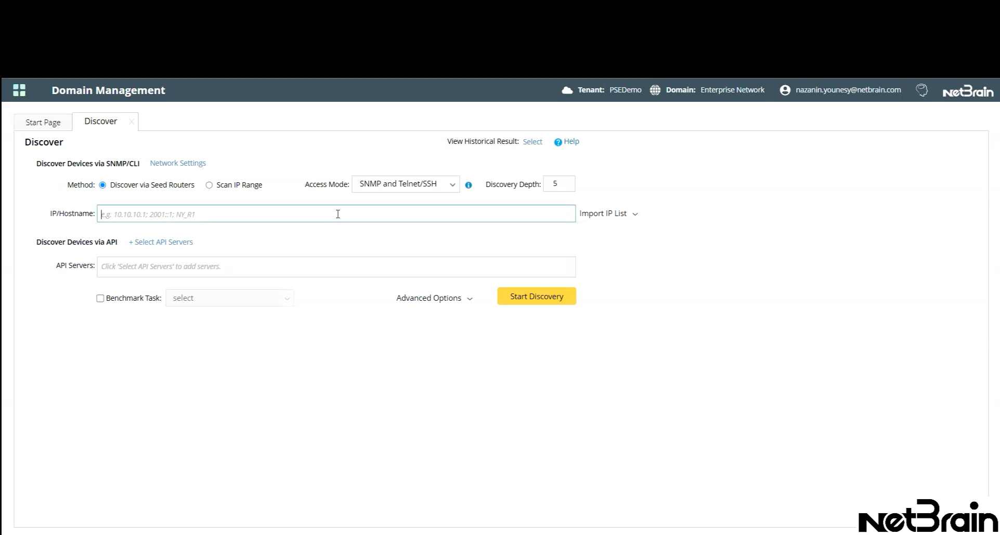 Domain Management Tenant: PSEDemo Domain: Enterprise Network nazanin.younesy@netbrain.com NetBrain
Start Page Discover
Discover View Historical Result: Select Help
Discover Devices via SNMP/CLI Network Settings
Method: Discover via Seed Routers Scan IP Range Access Mode: SNMP and Telnet/SSH Discovery Depth: 5
IP/Hostname: e.g. 10.10.10.1; 2001::1; NY_R1 Import IP List
Discover Devices via API + Select API Servers
API Servers: Click 'Select API Servers' to add servers.
Benchmark Task: select Advanced Options Start Discovery
NetBrain